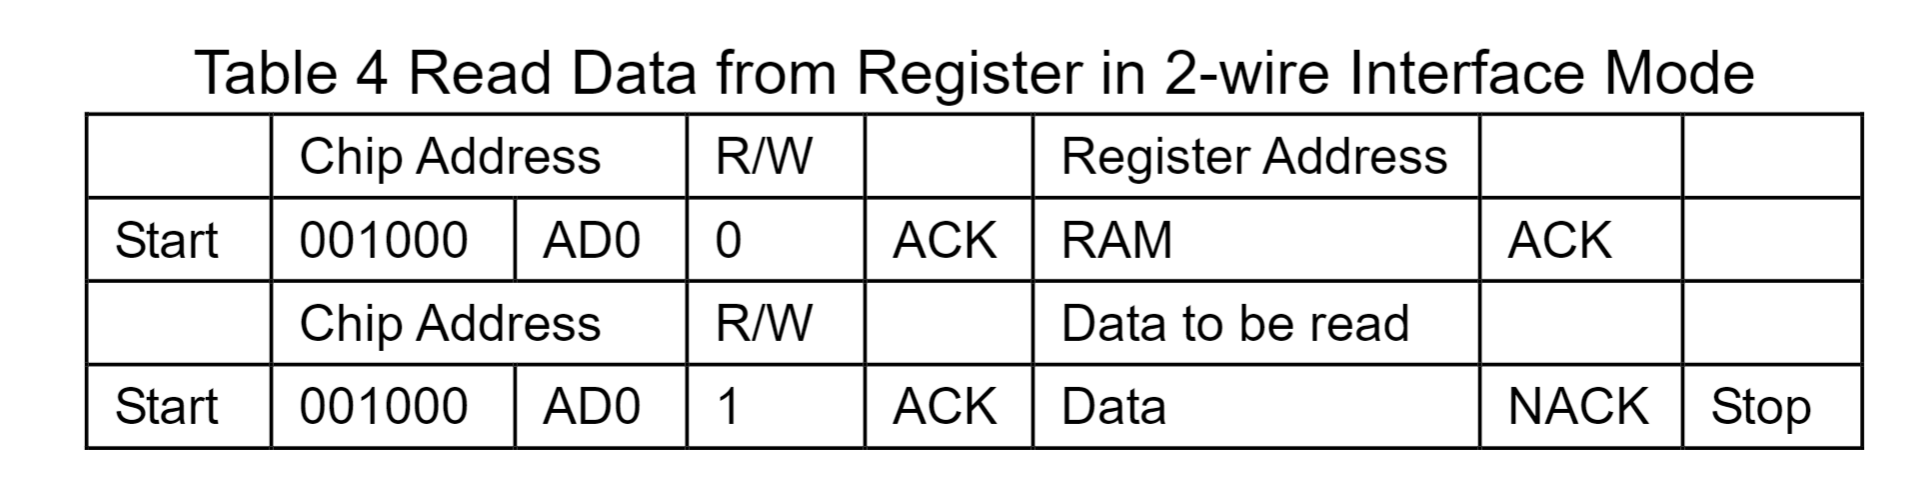 Table 4 Read Data from Register in 2-wire Interface Mode
Chip Address R/W Register Address
Start 001000 AD0 0 ACK RAM ACK
Chip Address R/W Data to be read
Start 001000 AD0 1 ACK Data NACK Stop